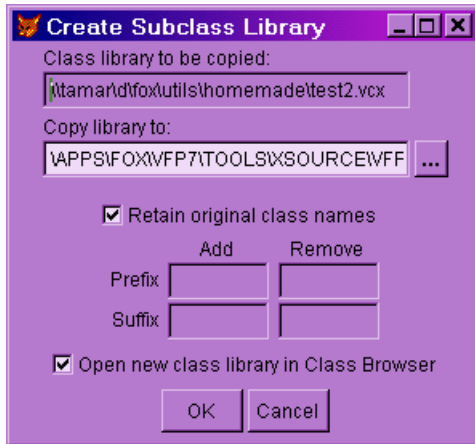 Create Subclass Library
Class library to be copied:
\\tamar\d\fox\utils\homemade\test2.vcx
Copy library to:
\APPS\FOX\VFP7\TOOLS\XSOURCE\VFF
...
Retain original class names
Add Remove
Prefix
Suffix
Open new class library in Class Browser
OK Cancel